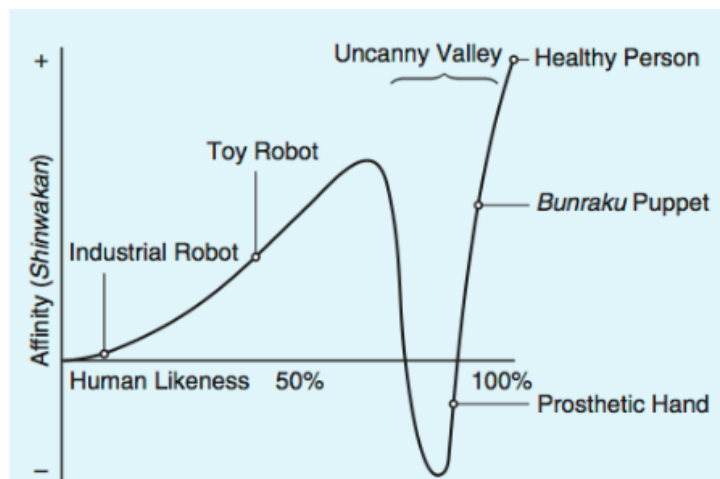 +
Uncanny Valley
Healthy Person
Toy Robot
Bunraku Puppet
Industrial Robot
Affinity (Shinwakan)
Human Likeness 50% 100%
Prosthetic Hand
–